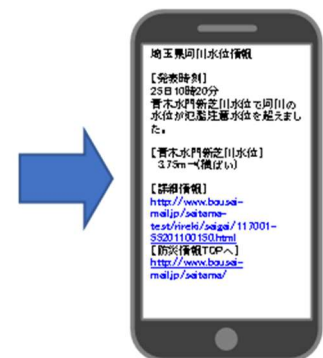 埼玉県河川水位情報
【発表時刻】
25日10時20分
青木水門新芝川水位で河川の
水位が氾濫注意水位を超えまし
た。
【青木水門新芝川水位】
3.75m→(横ばい)
【詳細情報】
http://www.bousai-
mail.jp/saitama-
test/rireki/saigai/117001-
SS201100150.html
【防災情報TOPへ】
http://www.bousai-
mail.jp/saitama/